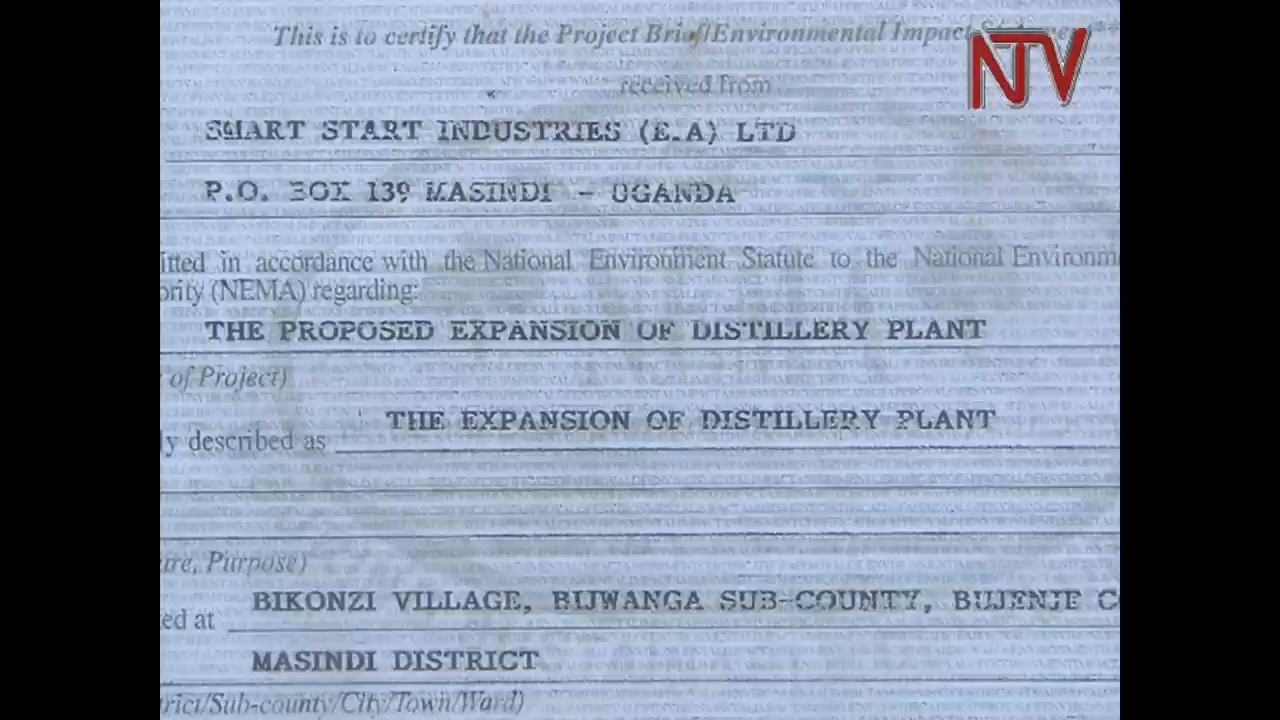 This is to certify that the Project Brief/Environmental Impact
NTV
received from
SMART START INDUSTRIES (E.A) LTD
P.O. BOX 139 MASINDI - UGANDA
itted in accordance with the National Environment Statute to the National Environm
ority (NEMA) regarding:
THE PROPOSED EXPANSION OF DISTILLERY PLANT
of Project)
THE EXPANSION OF DISTILLERY PLANT
ly described as
ure, Purpose)
BIKONZI VILLAGE, BUWANGA SUB-COUNTY, BUJENJE C
ed at
MASINDI DISTRICT
trict/Sub-county/City/Town/Ward)